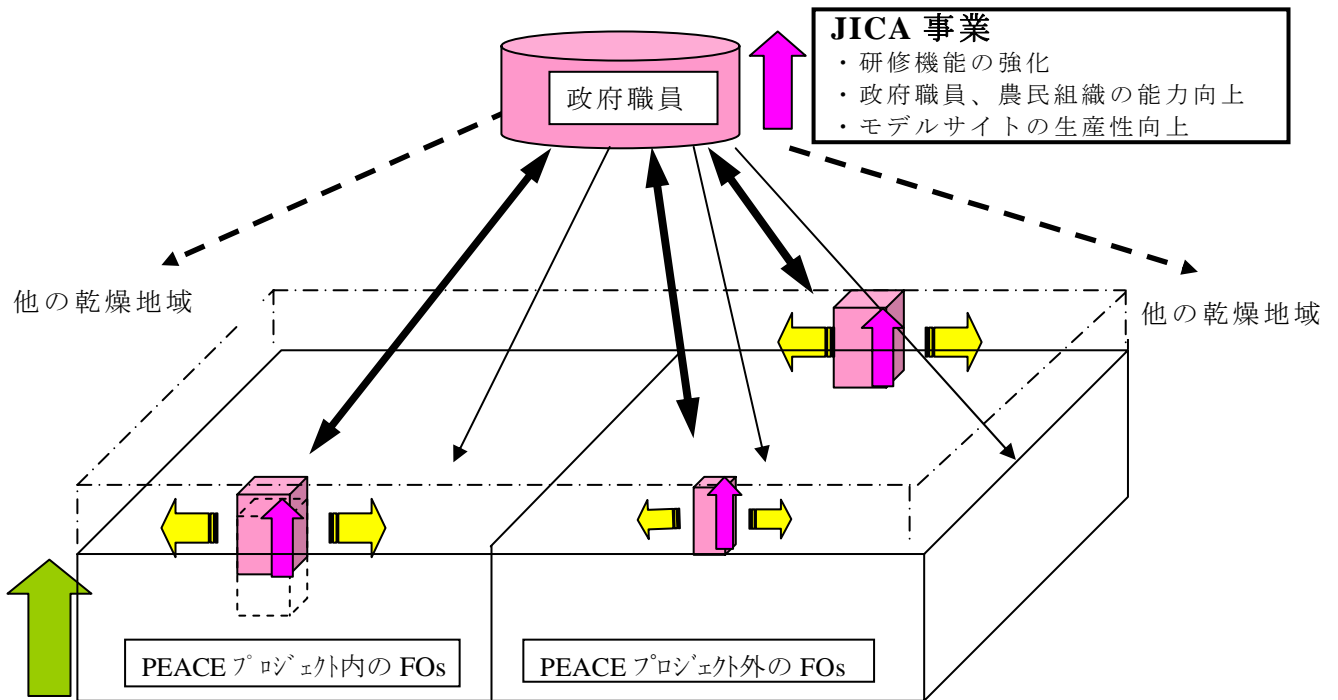 JICA 事業
・研修機能の強化
・政府職員、農民組織の能力向上
・モデルサイトの生産性向上
政府職員
他の乾燥地域
他の乾燥地域
PEACE プロジェクト内の FOs
PEACE プロジェクト外の FOs